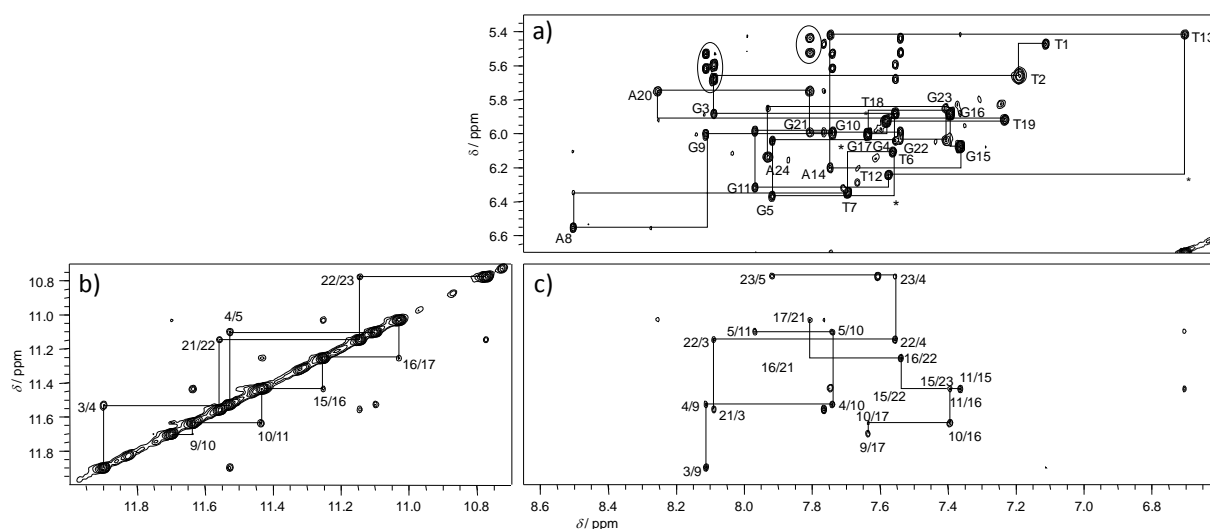 a)
5.4
5.6
5.8
6.0
6.2
6.4
6.6
δ/ ppm
T13
T1
T2
A20
G3
T18
G23
G16
G21
G10
T19
G9
G17
G4
G22
*
T6
G15
A24
A14
T12
G11
T7
G5
*
*
A8
b)
10.8
11.0
11.2
11.4
11.6
11.8
δ/ ppm
22/23
4/5
21/22
16/17
15/16
3/4
9/10
10/11
11.8
11.6
11.4
11.2
11.0
10.8
δ/ ppm
c)
23/5
23/4
17/21
5/11
5/10
22/3
22/4
16/21
16/22
15/23
11/15
15/22
4/9
21/3
4/10
11/16
10/17
10/16
9/17
3/9
8.4
8.2
8.0
7.8
7.6
7.4
7.2
7.0
6.8
δ/ ppm